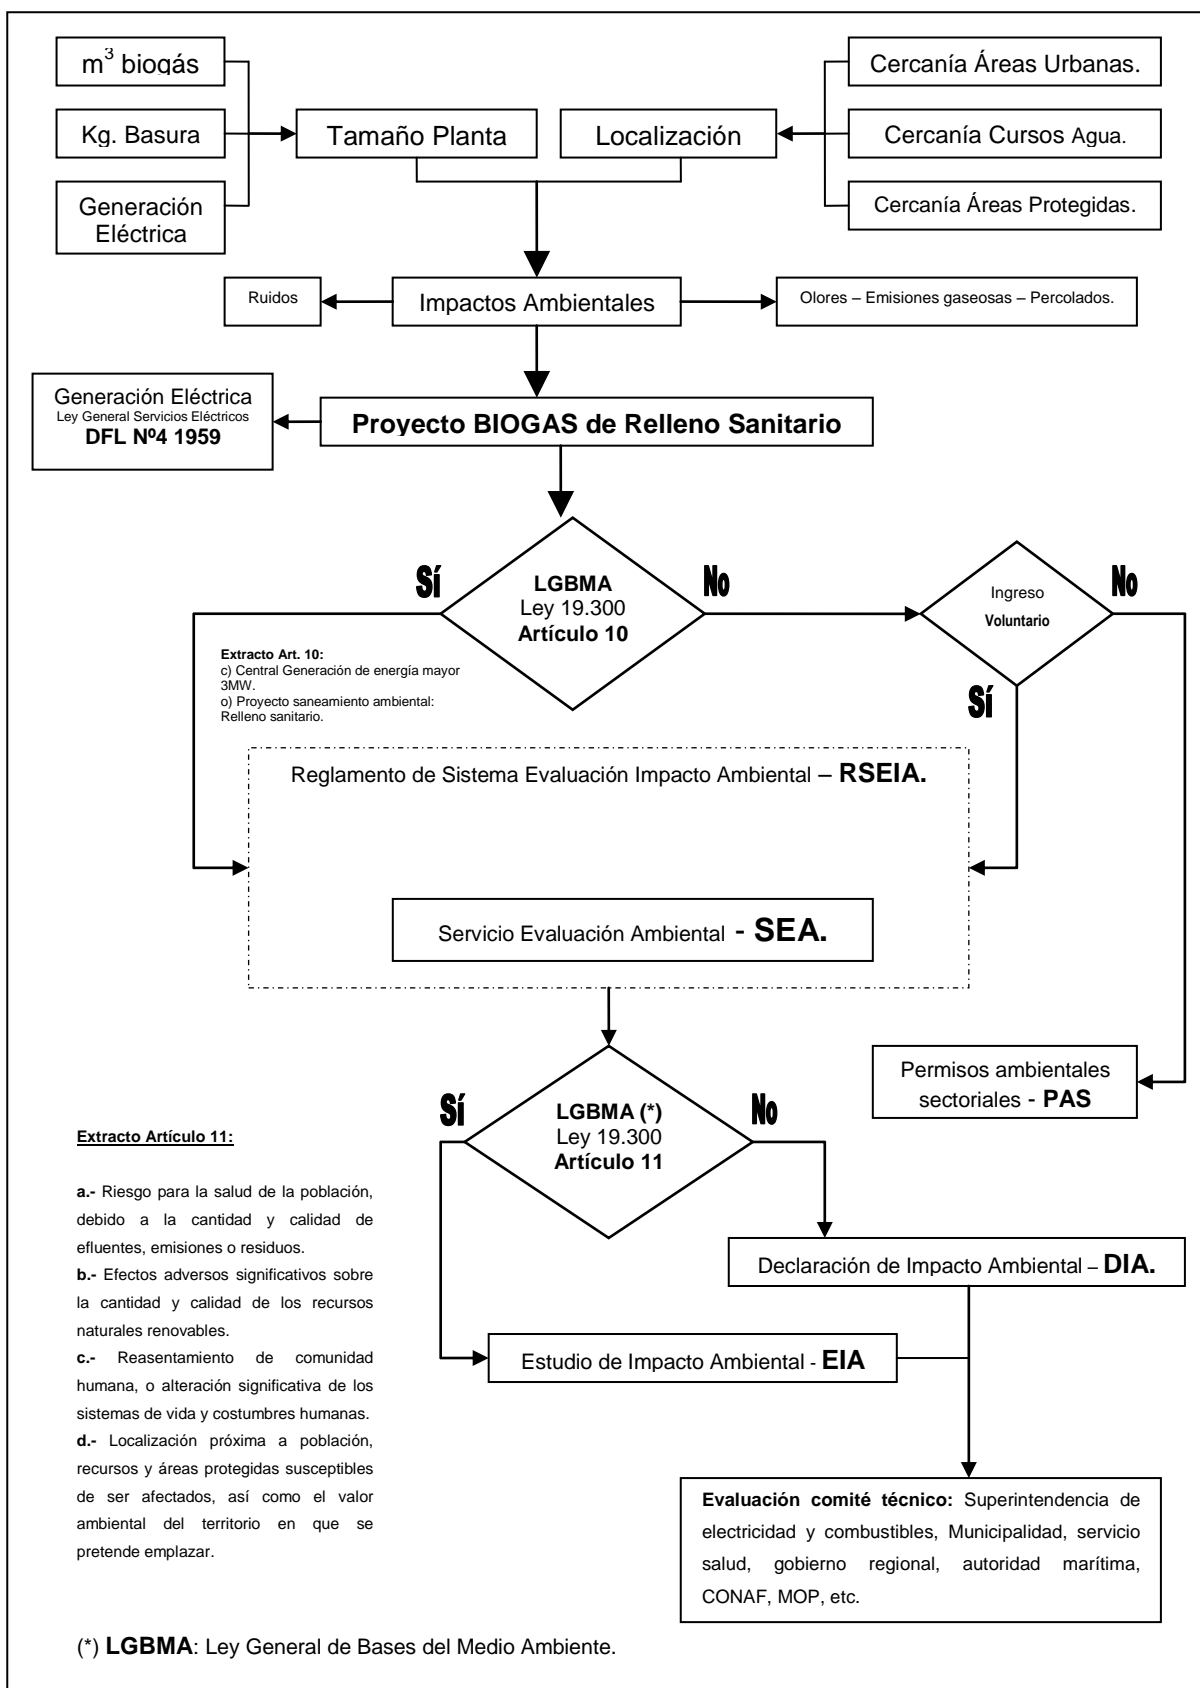 m³ biogás
Cercanía Áreas Urbanas.
Kg. Basura
Tamaño Planta
Localización
Cercanía Cursos Agua.
Generación
Eléctrica
Cercanía Áreas Protegidas.
Ruidos
Impactos Ambientales
Olores – Emisiones gaseosas – Percolados.
Generación Eléctrica
Ley General Servicios Eléctricos
DFL Nº4 1959
Proyecto BIOGAS de Relleno Sanitario
Sí
LGBMA
Ley 19.300
Artículo 10
No
Ingreso
Voluntario
No
Sí
Extracto Art. 10:
c) Central Generación de energía mayor
3MW.
o) Proyecto saneamiento ambiental:
Relleno sanitario.
Reglamento de Sistema Evaluación Impacto Ambiental – RSEIA.
Servicio Evaluación Ambiental - SEA.
Permisos ambientales
sectoriales - PAS
Sí
LGBMA (*)
Ley 19.300
Artículo 11
No
Extracto Artículo 11:
a.- Riesgo para la salud de la población,
debido a la cantidad y calidad de
efluentes, emisiones o residuos.
b.- Efectos adversos significativos sobre
la cantidad y calidad de los recursos
naturales renovables.
c.- Reasentamiento de comunidad
humana, o alteración significativa de los
sistemas de vida y costumbres humanas.
d.- Localización próxima a población,
recursos y áreas protegidas susceptibles
de ser afectados, así como el valor
ambiental del territorio en que se
pretende emplazar.
Declaración de Impacto Ambiental – DIA.
Estudio de Impacto Ambiental - EIA
Evaluación comité técnico: Superintendencia de
electricidad y combustibles, Municipalidad, servicio
salud, gobierno regional, autoridad marítima,
CONAF, MOP, etc.
(*) LGBMA: Ley General de Bases del Medio Ambiente.